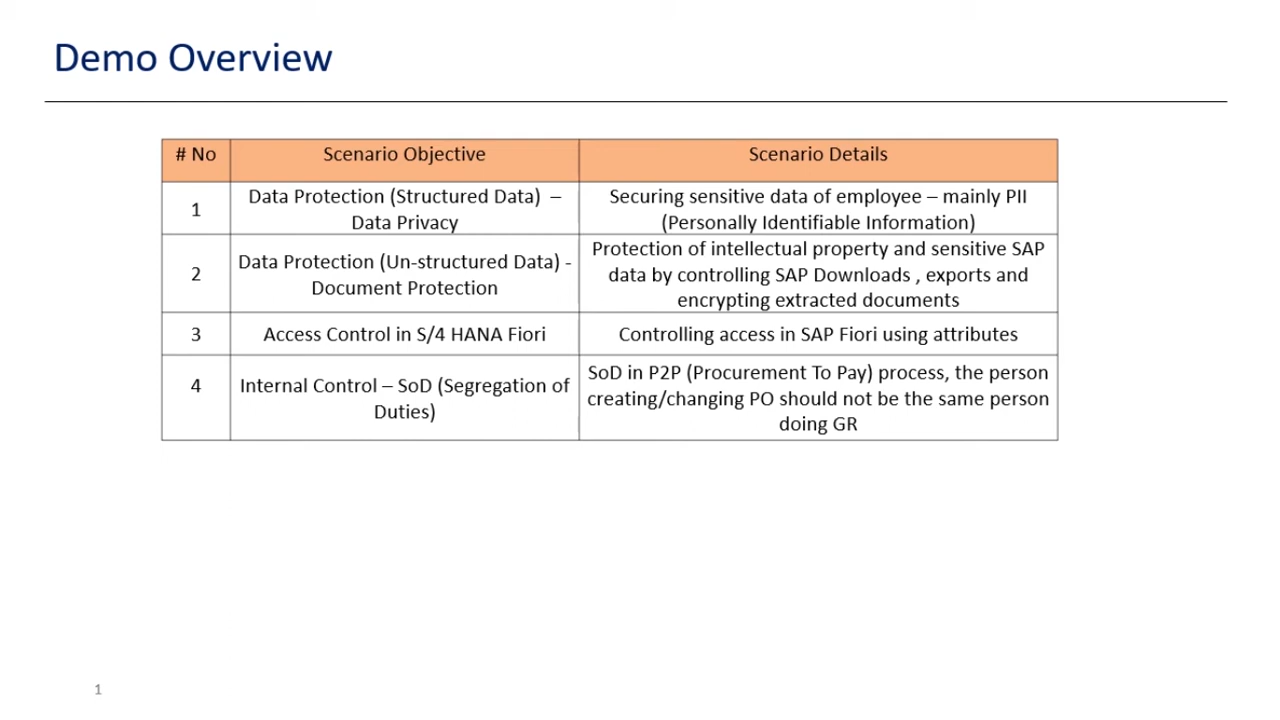 Demo Overview
# No
Scenario Objective
Scenario Details
1
Data Protection (Structured Data)  –
Data Privacy
Securing sensitive data of employee – mainly PII
(Personally Identifiable Information)
2
Data Protection (Un-structured Data) -
Document Protection
Protection of intellectual property and sensitive SAP
data by controlling SAP Downloads , exports and
encrypting extracted documents
3
Access Control in S/4 HANA Fiori
Controlling access in SAP Fiori using attributes
4
Internal Control – SoD (Segregation of
Duties)
SoD in P2P (Procurement To Pay) process, the person
creating/changing PO should not be the same person
doing GR
1